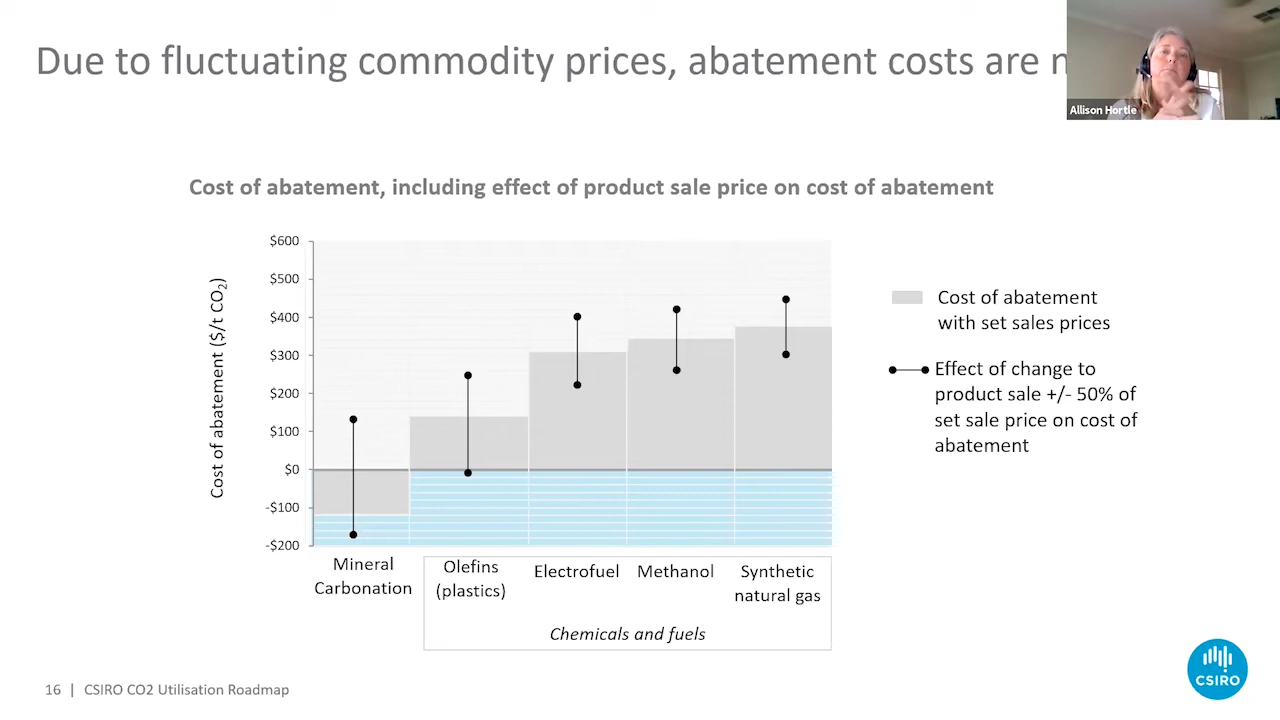 Due to fluctuating commodity prices, abatement costs are
Allison Hortle
Cost of abatement, including effect of product sale price on cost of abatement
Cost of abatement ($/t CO₂)
$600
$500
$400
$300
$200
$100
$0
-$100
-$200
Mineral
Carbonation
Olefins
(plastics)
Electrofuel
Methanol
Synthetic
natural gas
Chemicals and fuels
Cost of abatement
with set sales prices
Effect of change to
product sale +/- 50% of
set sale price on cost of
abatement
16 | CSIRO CO2 Utilisation Roadmap
CSIRO